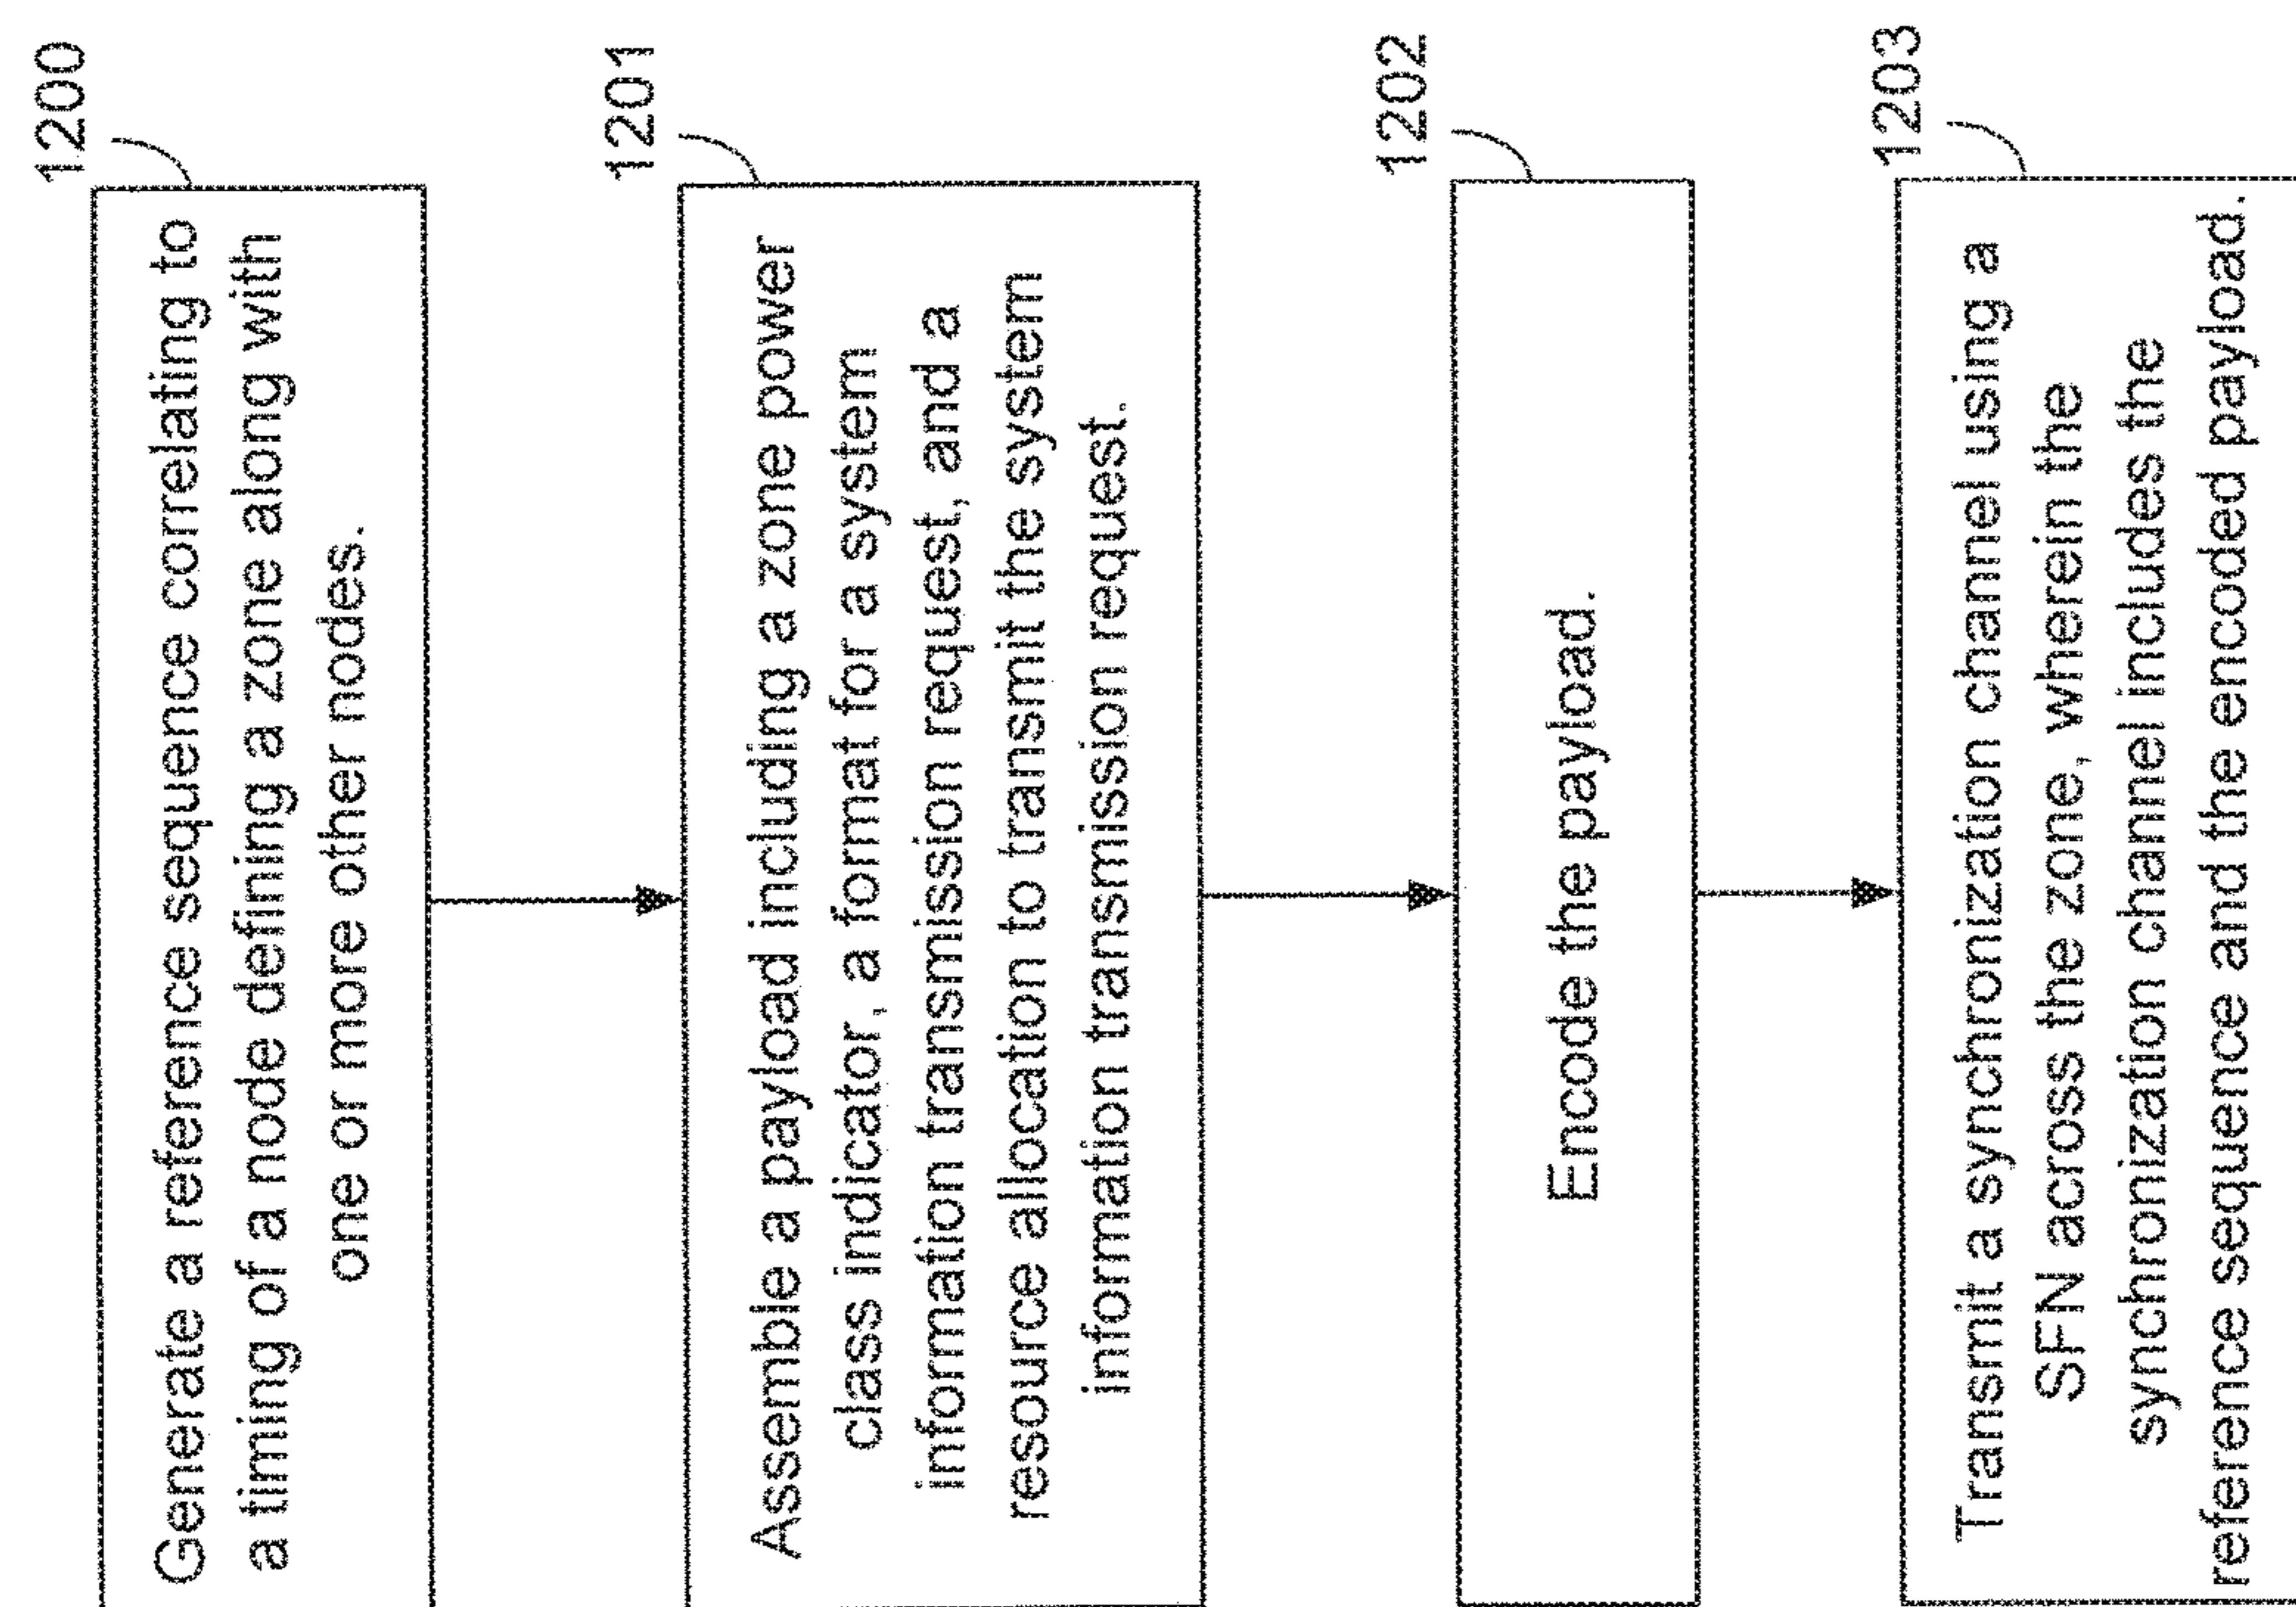 1200
Generate a reference sequence correlating to
a timing of a node defining a zone along with
one or more other nodes.
1201
Assemble a payload including a zone power
class indicator, a format for a system
information transmission request, and a
resource allocation to transmit the system
information transmission request.
1202
Encode the payload.
1203
Transmit a synchronization channel using a
SFN across the zone, wherein the
synchronization channel includes the
reference sequence and the encoded payload.